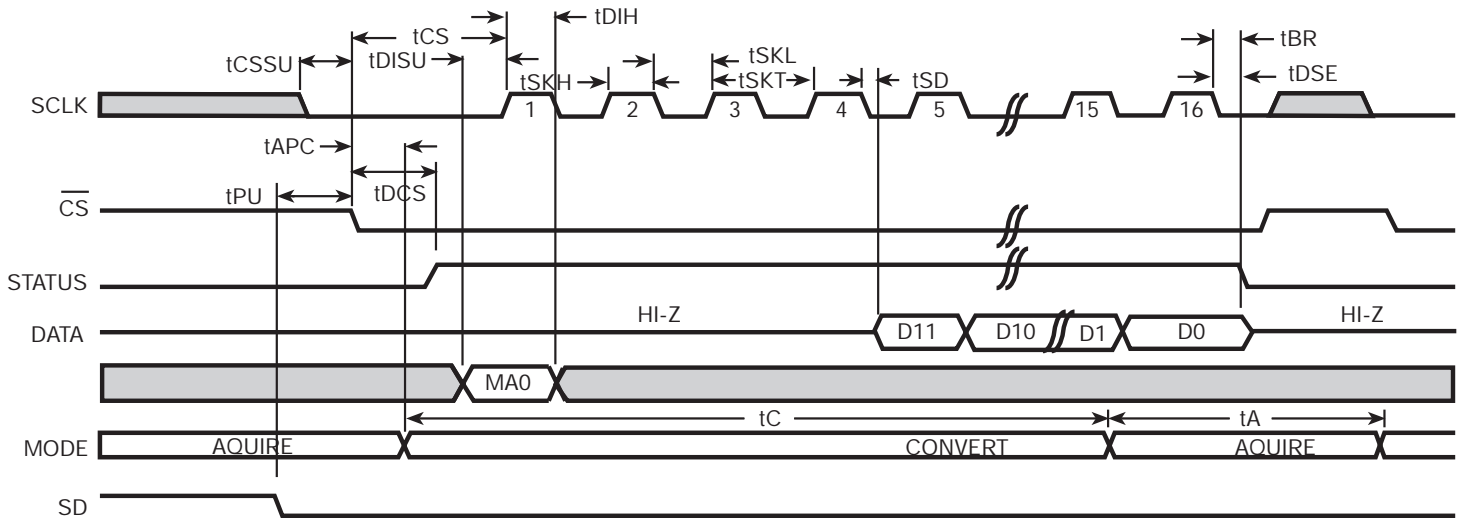 tDIH
tCS
tBR
tCSSU
tDISU
tSKL
tSKH
tSKT
tSD
tDSE
SCLK
1
2
3
4
5
15
16
tAPC
tPU
tDCS
CS
STATUS
HI-Z
HI-Z
DATA
D11
D10
D1
D0
MA0
tC
tA
MODE
AQUIRE
CONVERT
AQUIRE
SD